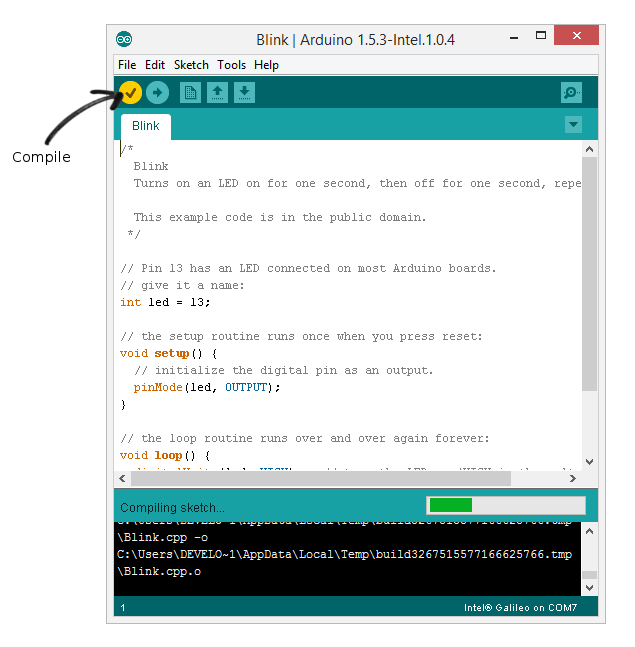 Blink | Arduino 1.5.3-Intel.1.0.4
File Edit Sketch Tools Help
Compile
Blink
/*
Blink
Turns on an LED on for one second, then off for one second, repe
This example code is in the public domain.
*/
// Pin 13 has an LED connected on most Arduino boards.
// give it a name:
int led = 13;
// the setup routine runs once when you press reset:
void setup() {
// initialize the digital pin as an output.
pinMode(led, OUTPUT);
}
// the loop routine runs over and over again forever:
void loop() {
Compiling sketch...
\Blink.cpp -o
C:\Users\DEVELO~1\AppData\Local\Temp\build3267515577166625766.tmp
\Blink.cpp.o
1
Intel® Galileo on COM7